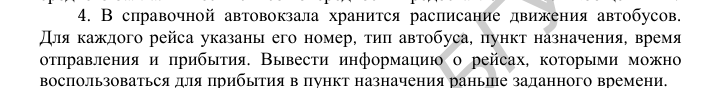 4. В справочной автовокзала хранится расписание движения автобусов.
Для каждого рейса указаны его номер, тип автобуса, пункт назначения, время
отправления и прибытия. Вывести информацию о рейсах, которыми можно
воспользоваться для прибытия в пункт назначения раньше заданного времени.